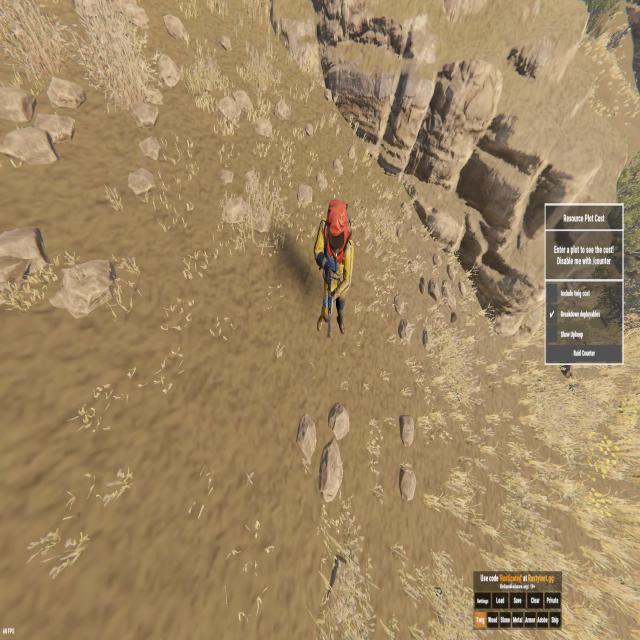 Resource Plot Cost
Enter a plot to see the cost!
Disable me with /counter
Include twig cost
✓ Breakdown deployables
Show Upkeep
Raid Counter
Settings Load Save Clear Private
Twig Wood Stone Metal Armor Adobe Skip